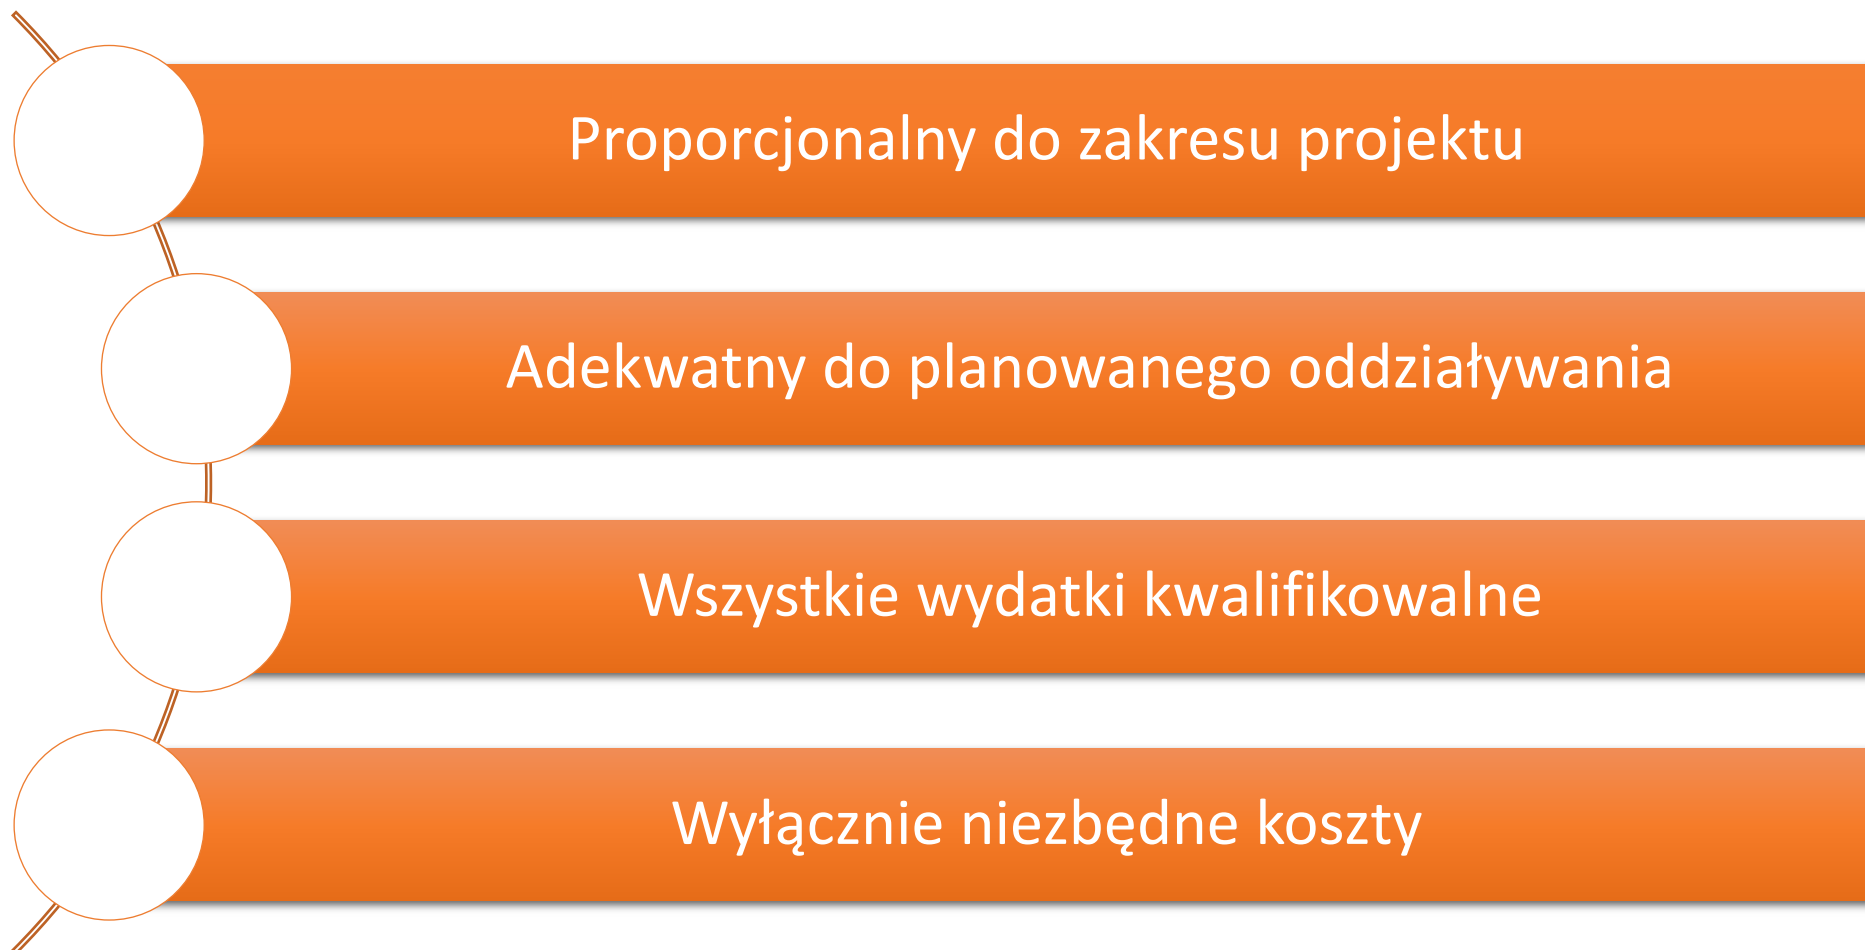 Proporcjonalny do zakresu projektu
Adekwatny do planowanego oddziaływania
Wszystkie wydatki kwalifikowalne
Wyłącznie niezbędne koszty